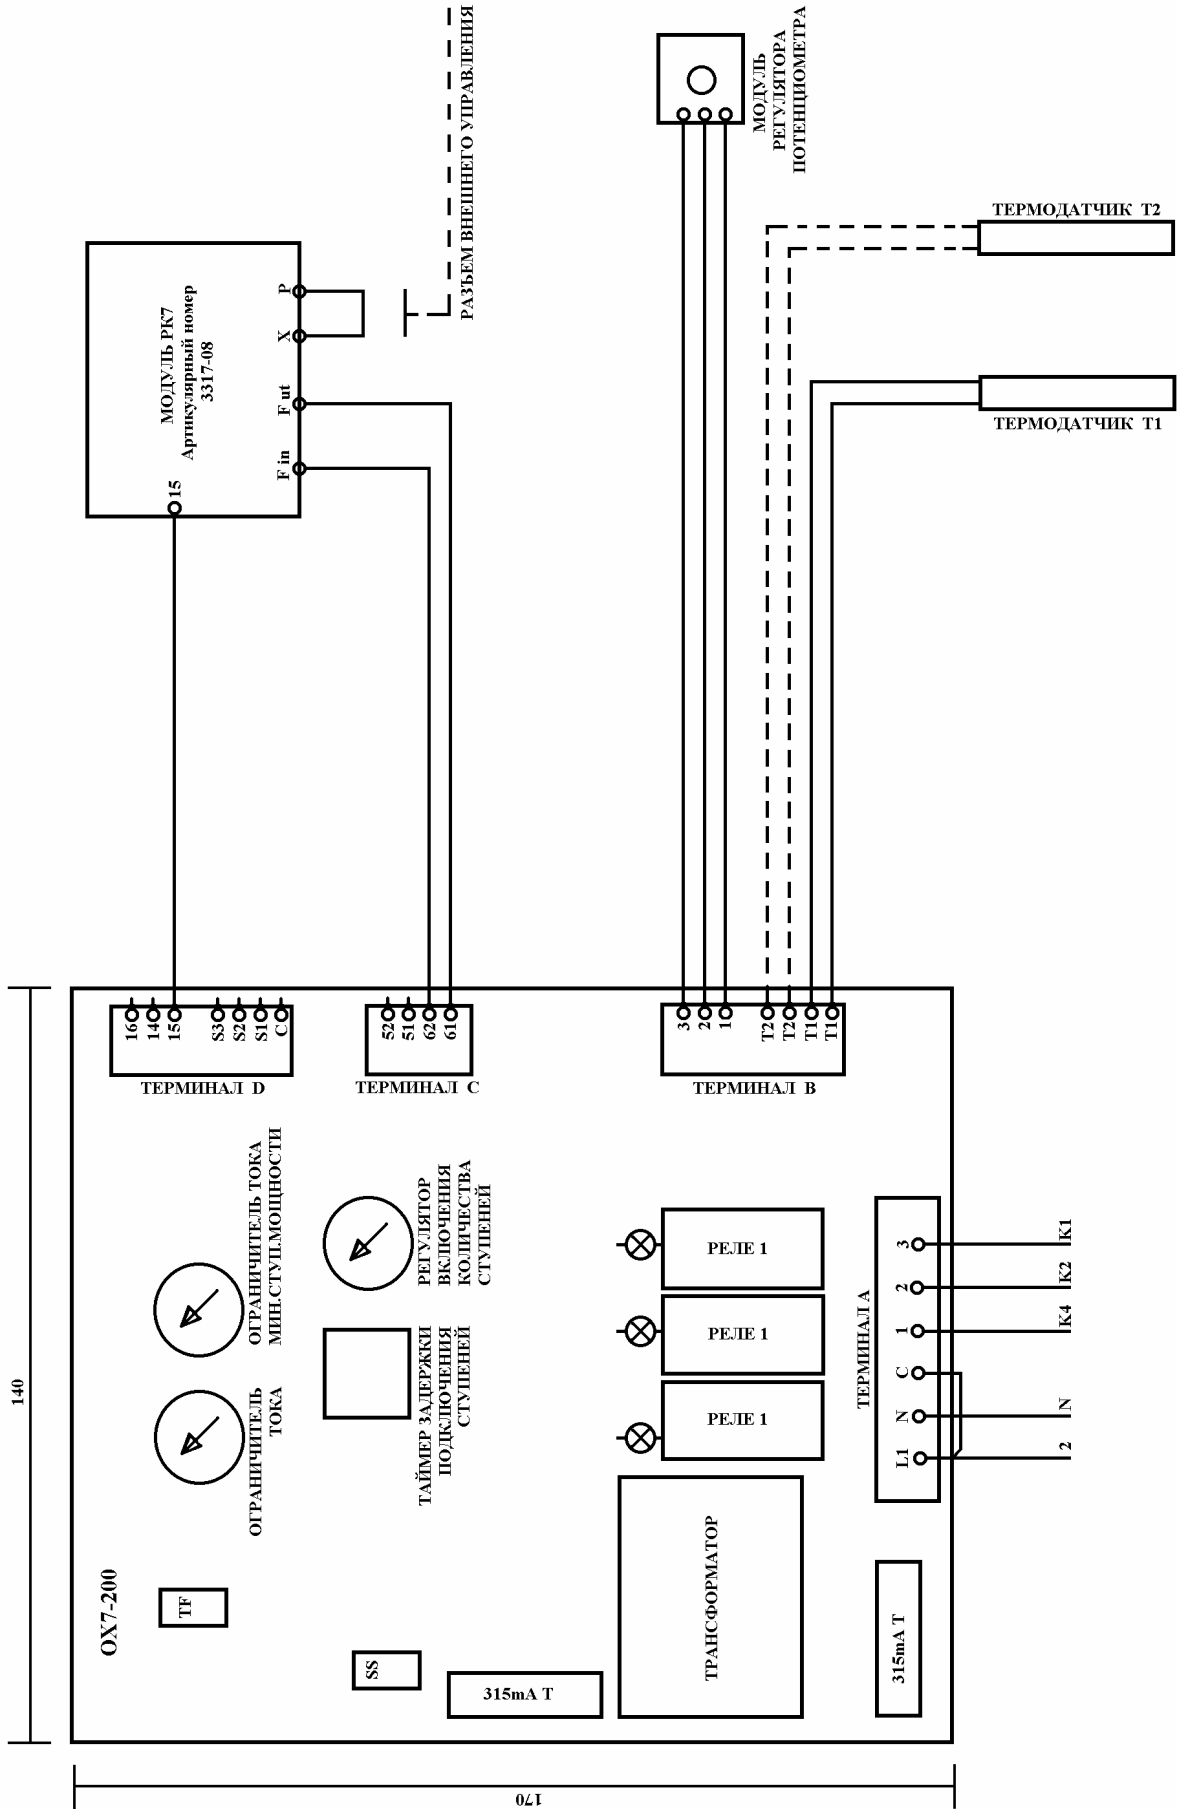 РАЗЪЕМ ВНЕШНЕГО УПРАВЛЕНИЯ
МОДУЛЬ
РЕГУЛЯТОРА
ПОТЕНЦИОМЕТРА
ТЕРМОДАТЧИК T2
ТЕРМОДАТЧИК T1
МОДУЛЬ РК7
Артикулярный номер
3317-08
P
X
F ut
F in
15
16
14
15
S3
S2
S1
C
ТЕРМИНАЛ D
52
51
62
61
ТЕРМИНАЛ C
3
2
1
T2
T2
T1
T1
ТЕРМИНАЛ B
ОГРАНИЧИТЕЛЬ ТОКА
МИН.СТУП.МОЩНОСТИ
РЕГУЛЯТОР
ВКЛЮЧЕНИЯ
КОЛИЧЕСТВА
СТУПЕНЕЙ
ОГРАНИЧИТЕЛЬ
ТОКА
ТАЙМЕР ЗАДЕРЖКИ
ПОДКЛЮЧЕНИЯ
СТУПЕНЕЙ
РЕЛЕ 1
РЕЛЕ 1
РЕЛЕ 1
ТЕРМИНАЛ А
3
2
1
C
N
L1
K1
K2
K4
N
2
ТРАНСФОРМАТОР
OX7-200
TF
SS
315mA T
315mA T
140
170